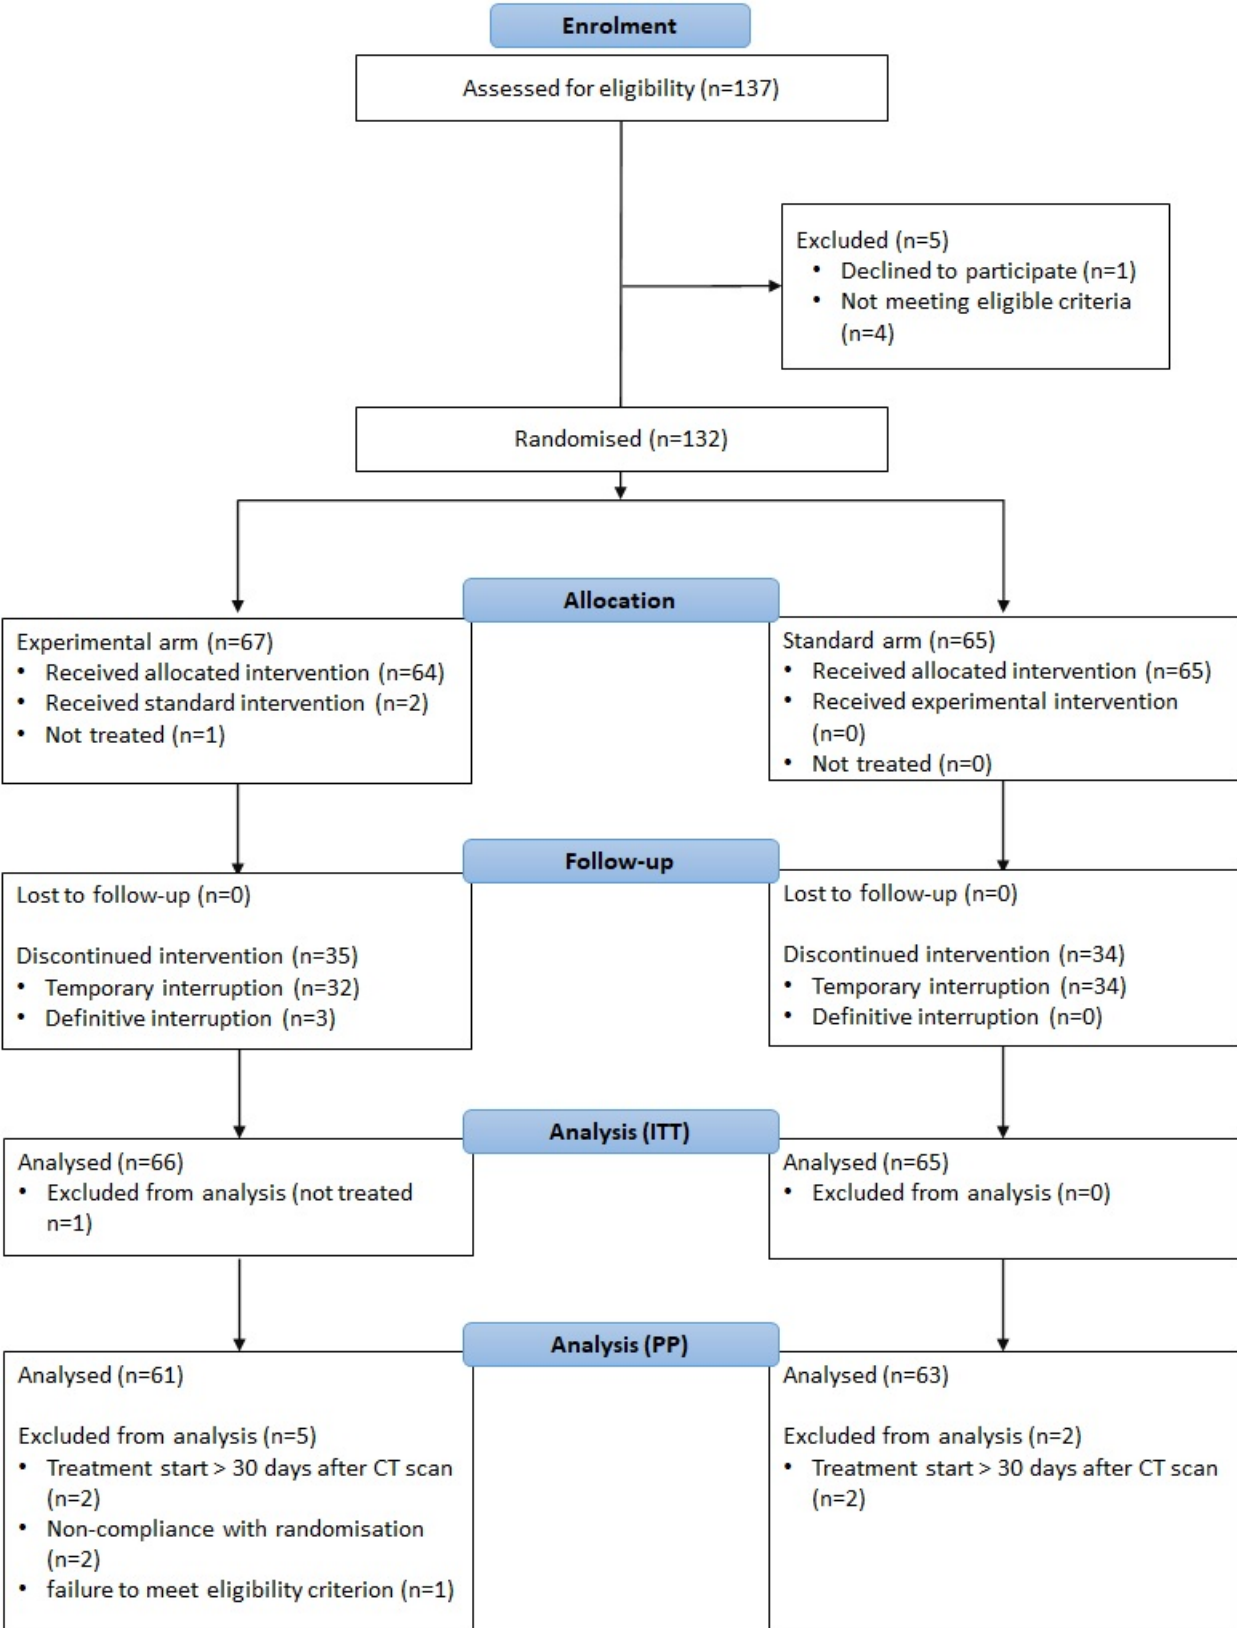 Enrolment
Assessed for eligibility (n=137)
Excluded (n=5)
• Declined to participate (n=1)
• Not meeting eligible criteria
(n=4)
Randomised (n=132)
Allocation
Experimental arm (n=67)
• Received allocated intervention (n=64)
• Received standard intervention (n=2)
• Not treated (n=1)
Standard arm (n=65)
• Received allocated intervention (n=65)
• Received experimental intervention
(n=0)
• Not treated (n=0)
Follow-up
Lost to follow-up (n=0)
Discontinued intervention (n=35)
• Temporary interruption (n=32)
• Definitive interruption (n=3)
Lost to follow-up (n=0)
Discontinued intervention (n=34)
• Temporary interruption (n=34)
• Definitive interruption (n=0)
Analysis (ITT)
Analysed (n=66)
• Excluded from analysis (not treated
n=1)
Analysed (n=65)
• Excluded from analysis (n=0)
Analysis (PP)
Analysed (n=61)
Excluded from analysis (n=5)
• Treatment start > 30 days after CT scan
(n=2)
• Non-compliance with randomisation
(n=2)
• failure to meet eligibility criterion (n=1)
Analysed (n=63)
Excluded from analysis (n=2)
• Treatment start > 30 days after CT scan
(n=2)